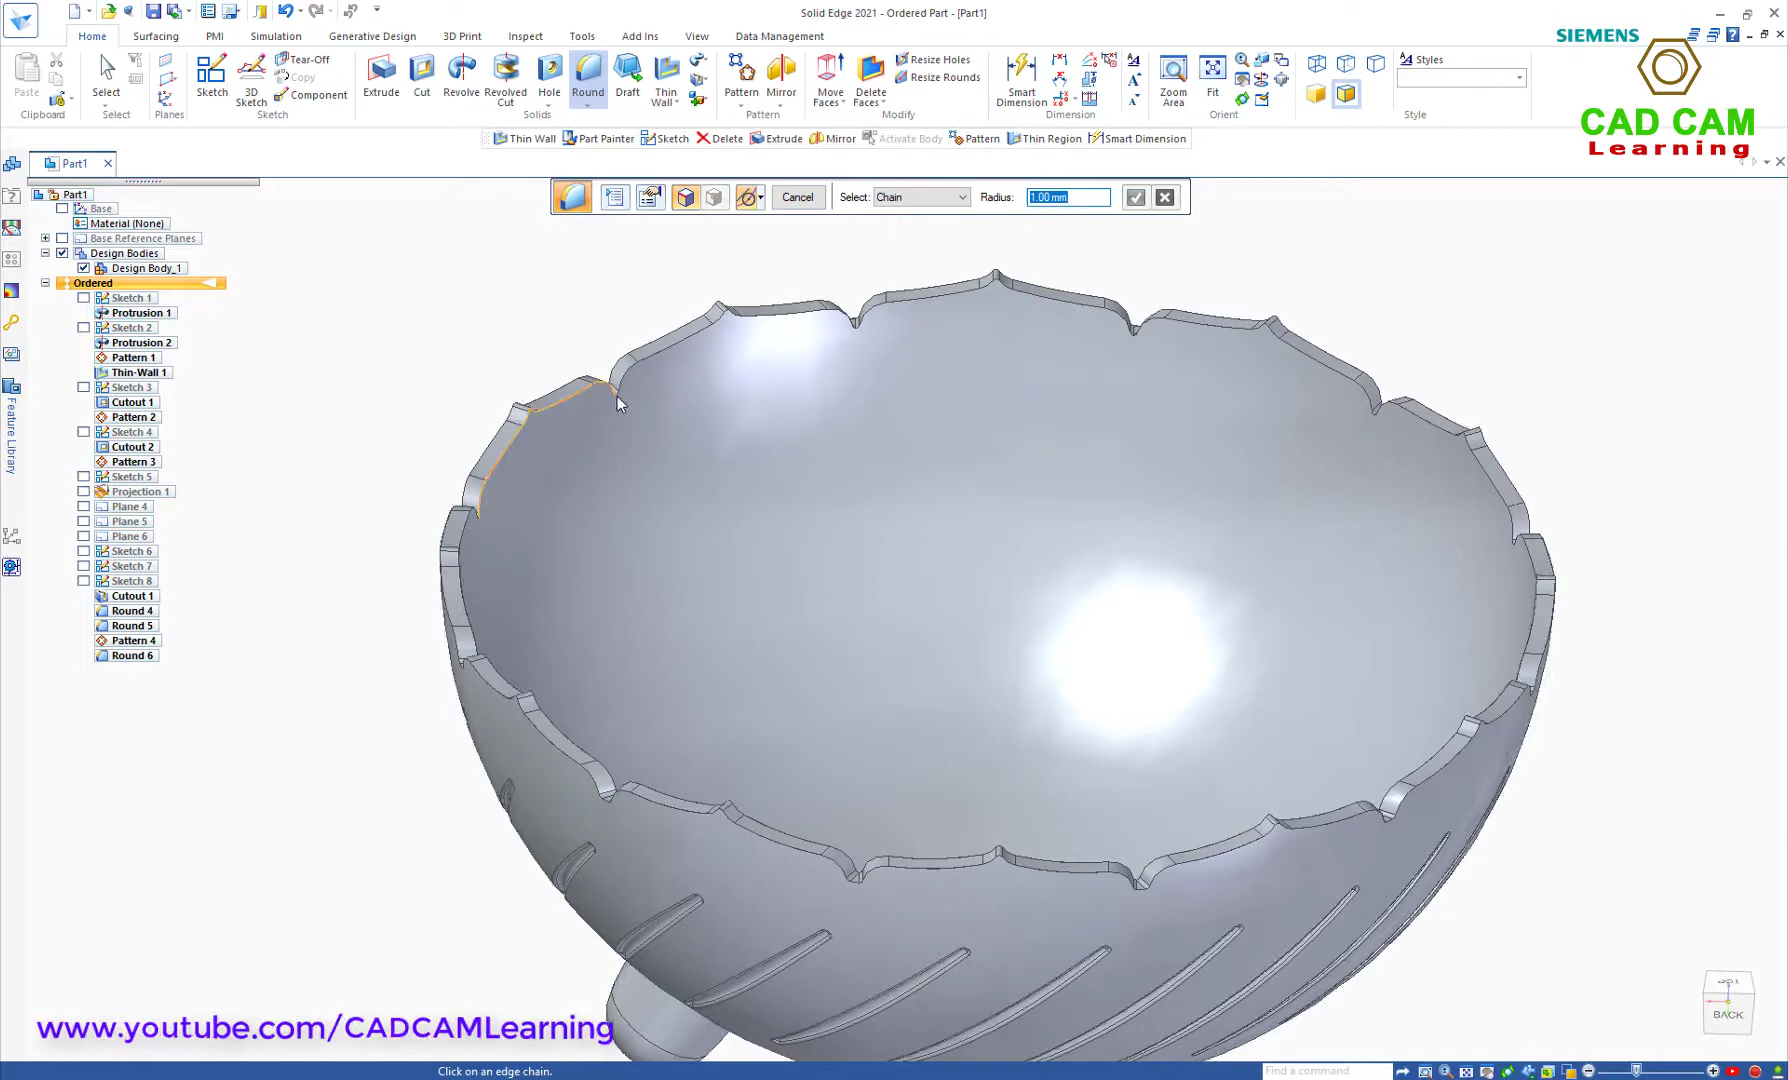 Solid Edge 2021 - Ordered Part - [Part1]
Home Surfacing PMI Simulation Generative Design 3D Print Inspect Tools Add Ins View Data Management
SIEMENS
CAD CAM
Learning
Paste Select Tear-Off Copy Component Sketch 3D Sketch Extrude Cut Revolve Revolved Cut Hole Round Draft Thin Wall Pattern Mirror Move Faces Delete Faces Resize Holes Resize Rounds Smart Dimension Zoom Area Fit Styles
Clipboard Select Planes Sketch Solids Pattern Modify Dimension Orient Style
Thin Wall Part Painter Sketch Delete Extrude Mirror Activate Body Pattern Thin Region Smart Dimension
Part1
Cancel Select: Chain Radius: 1.00 mm
Part1
Base
Material (None)
Base Reference Planes
Design Bodies
Design Body_1
Ordered
Sketch 1
Protrusion 1
Sketch 2
Protrusion 2
Pattern 1
Thin-Wall 1
Sketch 3
Cutout 1
Pattern 2
Sketch 4
Cutout 2
Pattern 3
Sketch 5
Projection 1
Plane 4
Plane 5
Plane 6
Sketch 6
Sketch 7
Sketch 8
Cutout 1
Round 4
Round 5
Pattern 4
Round 6
Feature Library
TOP
BACK
www.youtube.com/CADCAMLearning
Click on an edge chain.
Find a command